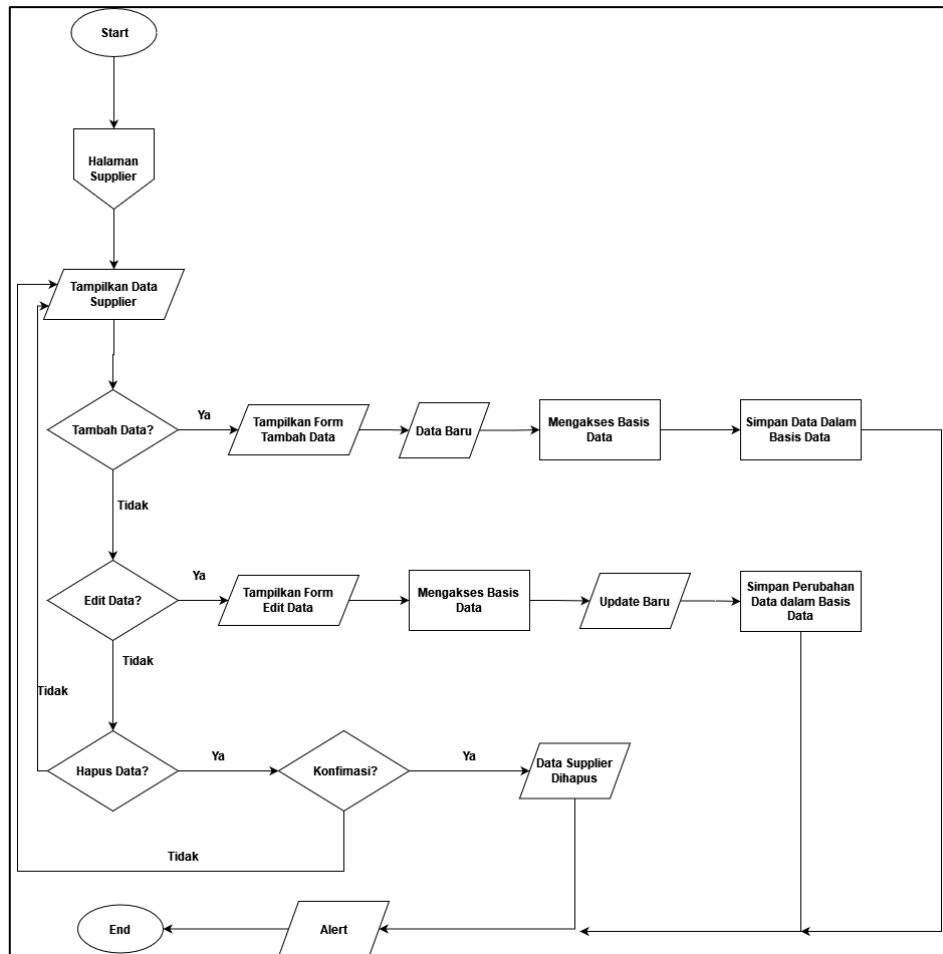 Start
Halaman
Supplier
Tampilkan Data
Supplier
Tambah Data?
Ya
Tampilkan Form
Tambah Data
Data Baru
Mengakses Basis
Data
Simpan Data Dalam
Basis Data
Tidak
Edit Data?
Ya
Tampilkan Form
Edit Data
Mengakses Basis
Data
Update Baru
Simpan Perubahan
Data dalam Basis
Data
Tidak
Tidak
Hapus Data?
Ya
Konfimasi?
Ya
Data Supplier
Dihapus
Tidak
End
Alert